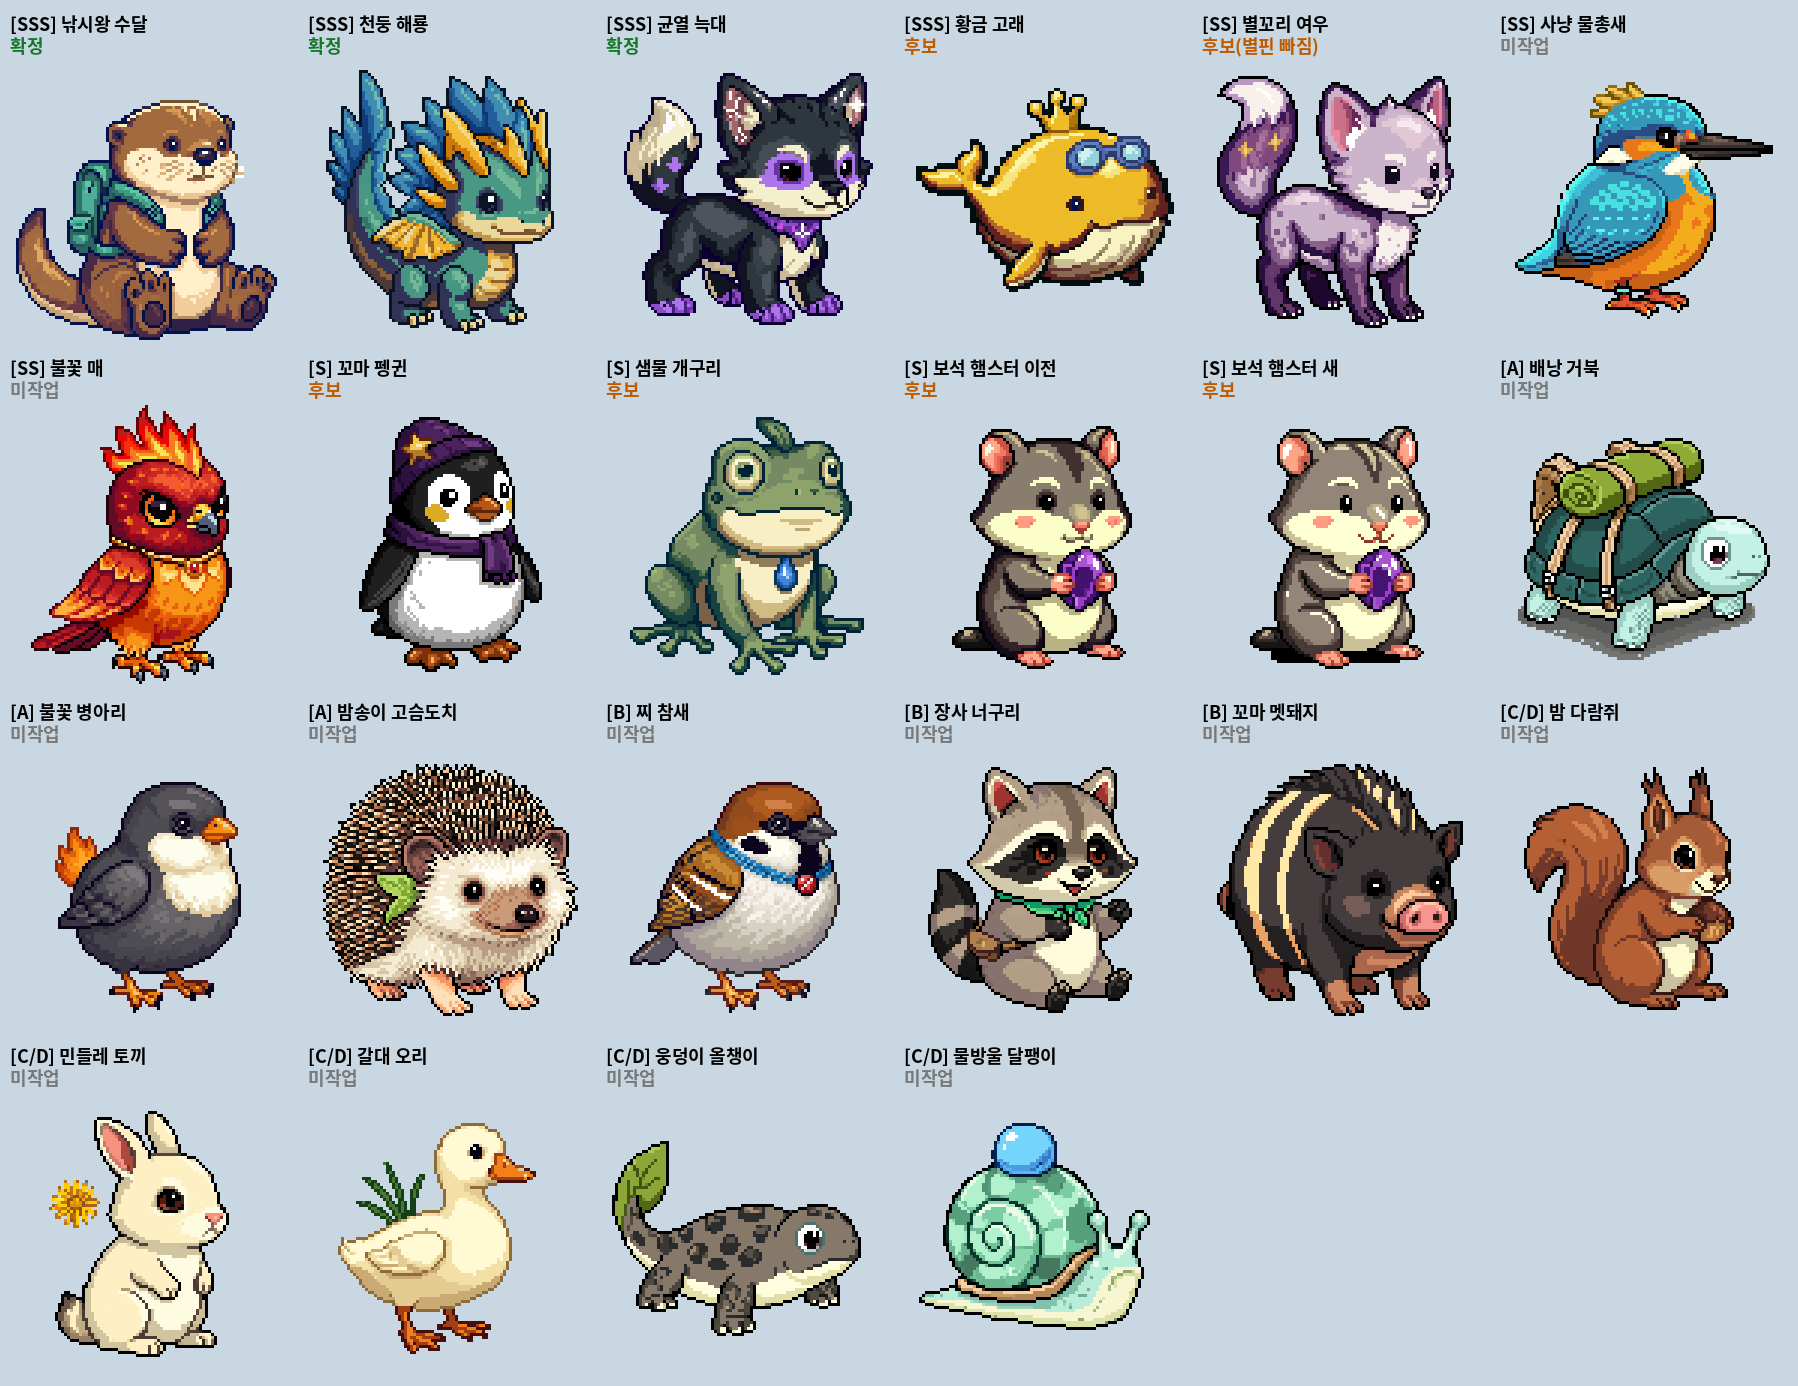 [SSS] 낚시왕 수달
확정
[SSS] 천둥 해룡
확정
[SSS] 균열 늑대
확정
[SSS] 황금 고래
후보
[SS] 별꼬리 여우
후보(별핀 빠짐)
[SS] 사냥 물총새
미작업
[SS] 불꽃 매
미작업
[S] 꼬마 펭귄
후보
[S] 샘물 개구리
후보
[S] 보석 햄스터 이전
후보
[S] 보석 햄스터 새
후보
[A] 배낭 거북
미작업
[A] 불꽃 병아리
미작업
[A] 밤송이 고슴도치
미작업
[B] 찌 참새
미작업
[B] 장사 너구리
미작업
[B] 꼬마 멧돼지
미작업
[C/D] 밤 다람쥐
미작업
[C/D] 민들레 토끼
미작업
[C/D] 갈대 오리
미작업
[C/D] 웅덩이 올챙이
미작업
[C/D] 물방울 달팽이
미작업